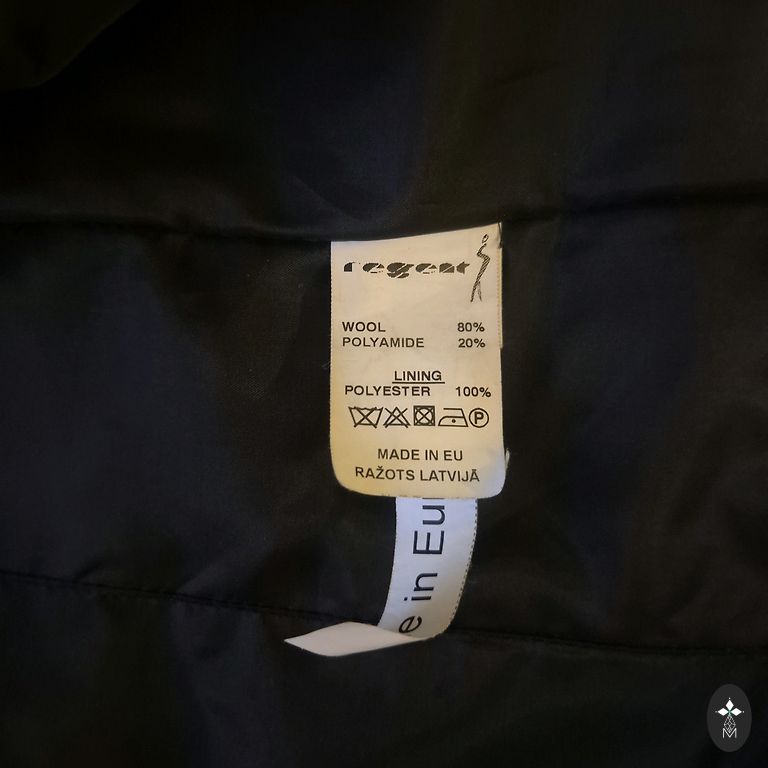 regent
WOOL 80%
POLYAMIDE 20%
LINING
POLYESTER 100%
P
MADE IN EU
RAŽOTS LATVIJĀ
e in Eu
M